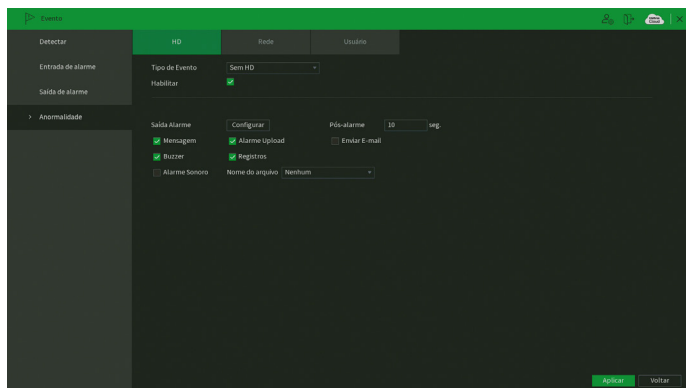 Evento
Detectar
Entrada de alarme
Saída de alarme
Anormalidade
HD Rede Usuário
Tipo de Evento Sem HD
Habilitar
Saída Alarme Configurar Pós-alarme 10 seg.
Mensagem Alarme Upload Enviar E-mail
Buzzer Registros
Alarme Sonoro Nome do arquivo Nenhum
Aplicar Voltar